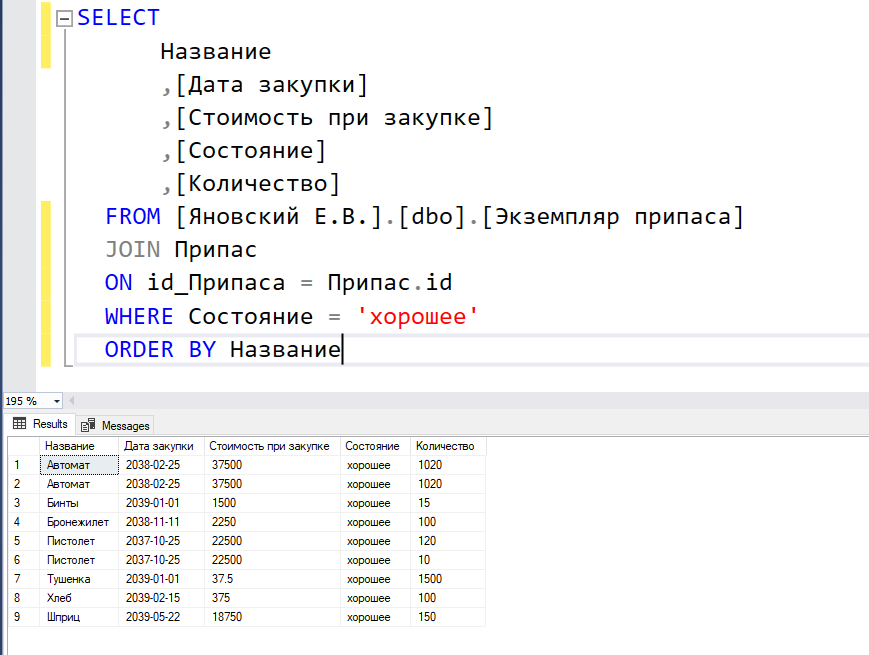 SELECT
Название
,[Дата закупки]
,[Стоимость при закупке]
,[Состояние]
,[Количество]
FROM [Яновский Е.В.].[dbo].[Экземпляр припаса]
JOIN Припас
ON id_Припаса = Припас.id
WHERE Состояние = 'хорошее'
ORDER BY Название
195 %
Results Messages
Название Дата закупки Стоимость при закупке Состояние Количество
1 Автомат 2038-02-25 37500 хорошее 1020
2 Автомат 2038-02-25 37500 хорошее 1020
3 Бинты 2039-01-01 1500 хорошее 15
4 Бронежилет 2038-11-11 2250 хорошее 100
5 Пистолет 2037-10-25 22500 хорошее 120
6 Пистолет 2037-10-25 22500 хорошее 10
7 Тушенка 2039-01-01 37.5 хорошее 1500
8 Хлеб 2039-02-15 375 хорошее 100
9 Шприц 2039-05-22 18750 хорошее 150